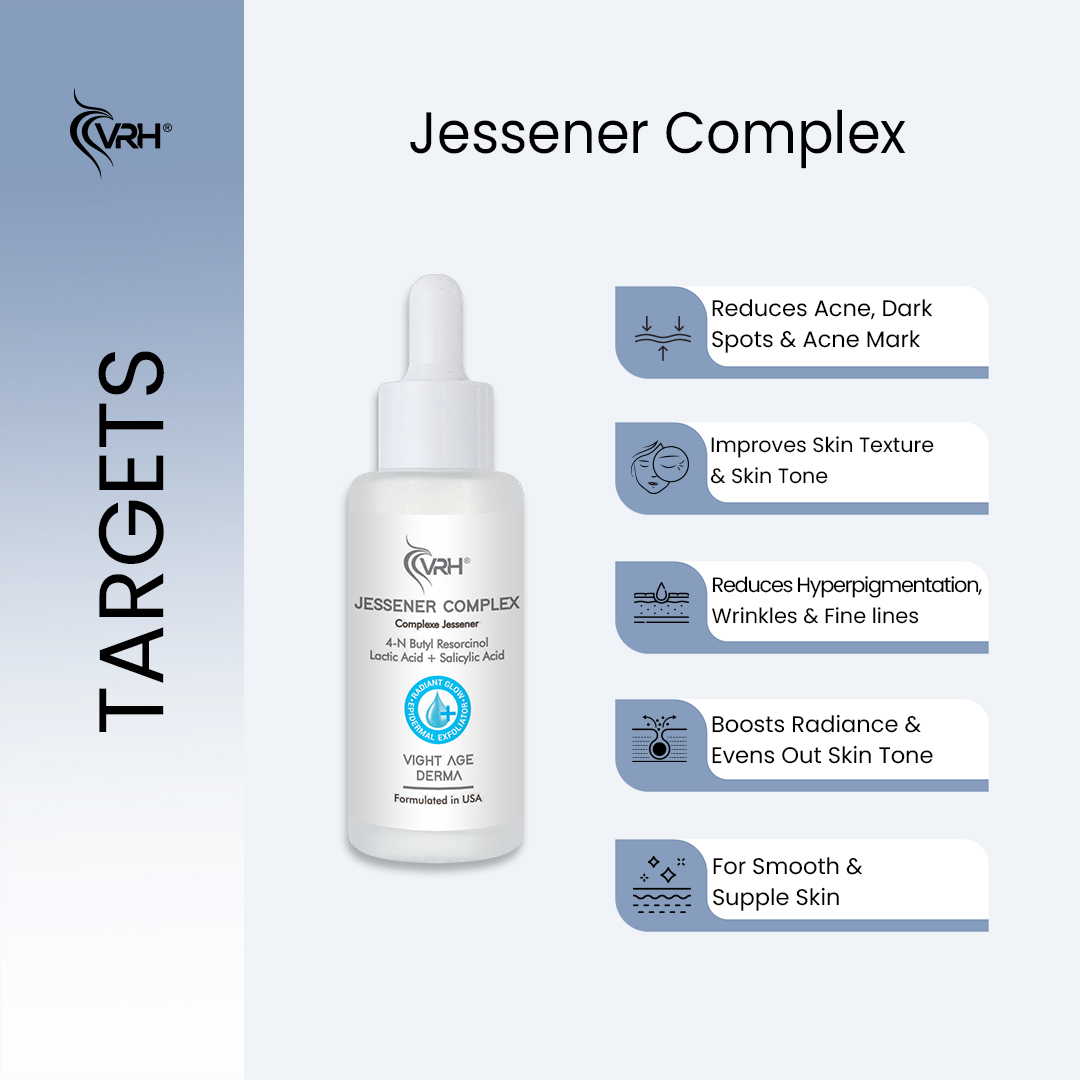 VRH®
TARGETS
Jessener Complex
VRH®
JESSENER COMPLEX
Complexe Jessener
4-N Butyl Resorcinol
Lactic Acid + Salicylic Acid
RADIANT GLOW
EPIDERMAL EXFOLIATOR
VIGHT AGE
DERMA
Formulated in USA
Reduces Acne, Dark
Spots & Acne Mark
Improves Skin Texture
& Skin Tone
Reduces Hyperpigmentation,
Wrinkles & Fine lines
Boosts Radiance &
Evens Out Skin Tone
For Smooth &
Supple Skin